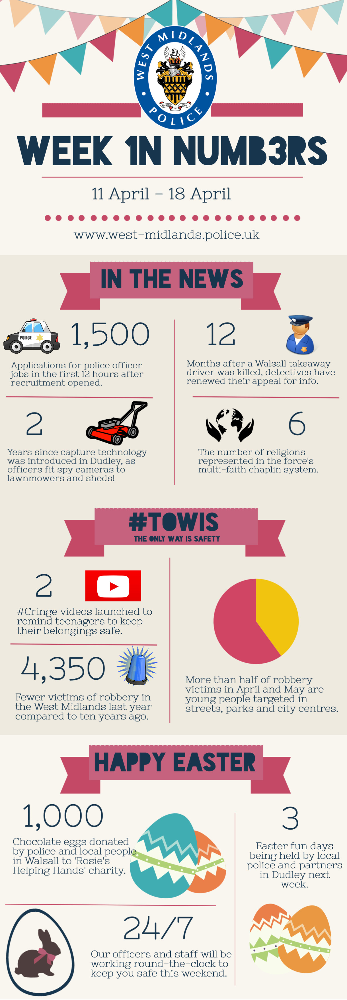 WEST MIDLANDS
FORWARD IN UNITY
POLICE
WEEK 1N NUMB3RS
11 April – 18 April
www.west-midlands.police.uk
IN THE NEWS
POLICE
1,500
Applications for police officer
jobs in the first 12 hours after
recruitment opened.
12
Months after a Walsall takeaway
driver was killed, detectives have
renewed their appeal for info.
2
Years since capture technology
was introduced in Dudley, as
officers fit spy cameras to
lawnmowers and sheds!
6
The number of religions
represented in the force's
multi-faith chaplin system.
#TOWIS
THE ONLY WAY IS SAFETY
2
#Cringe videos launched to
remind teenagers to keep
their belongings safe.
4,350
Fewer victims of robbery in
the West Midlands last year
compared to ten years ago.
More than half of robbery
victims in April and May are
young people targeted in
streets, parks and city centres.
HAPPY EASTER
1,000
Chocolate eggs donated
by police and local people
in Walsall to 'Rosie's
Helping Hands' charity.
3
Easter fun days
being held by local
police and partners
in Dudley next
week.
24/7
Our officers and staff will be
working round-the-clock to
keep you safe this weekend.